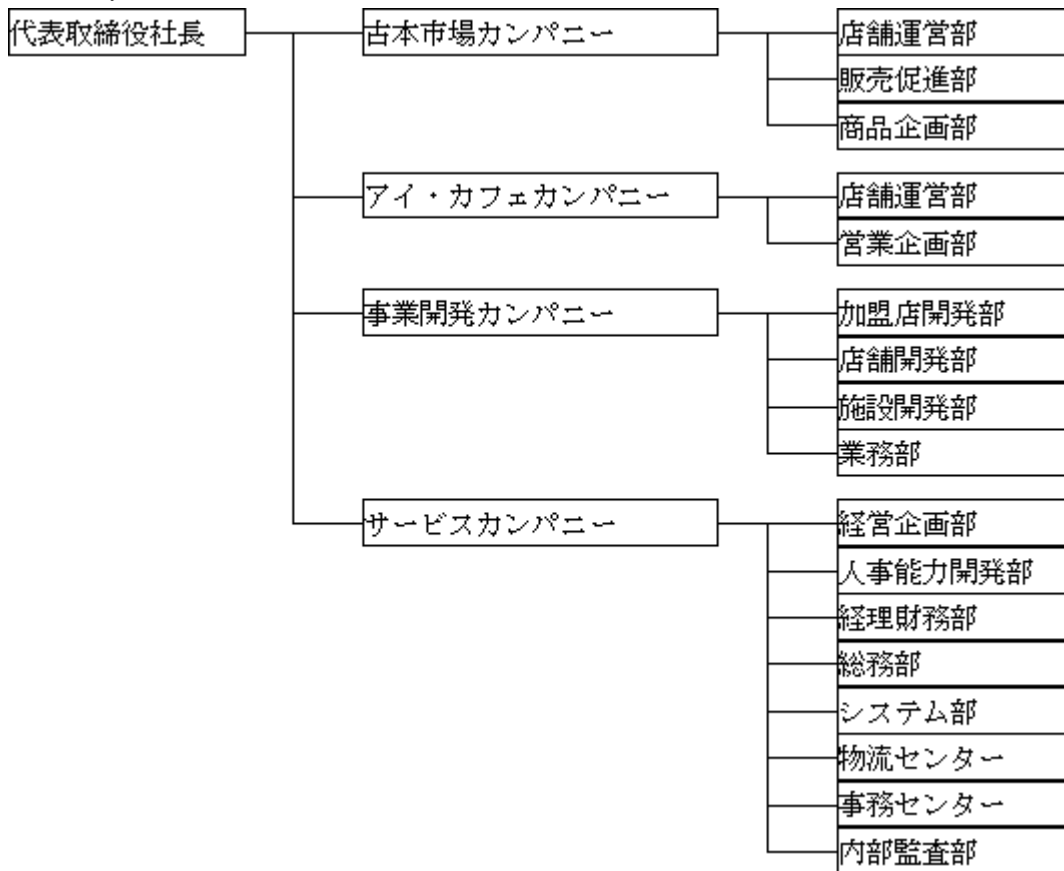 代表取締役社長
古本市場カンパニー
店舗運営部
販売促進部
商品企画部
アイ・カフェカンパニー
店舗運営部
営業企画部
事業開発カンパニー
加盟店開発部
店舗開発部
施設開発部
業務部
サービスカンパニー
経営企画部
人事能力開発部
経理財務部
総務部
システム部
物流センター
事務センター
内部監査部